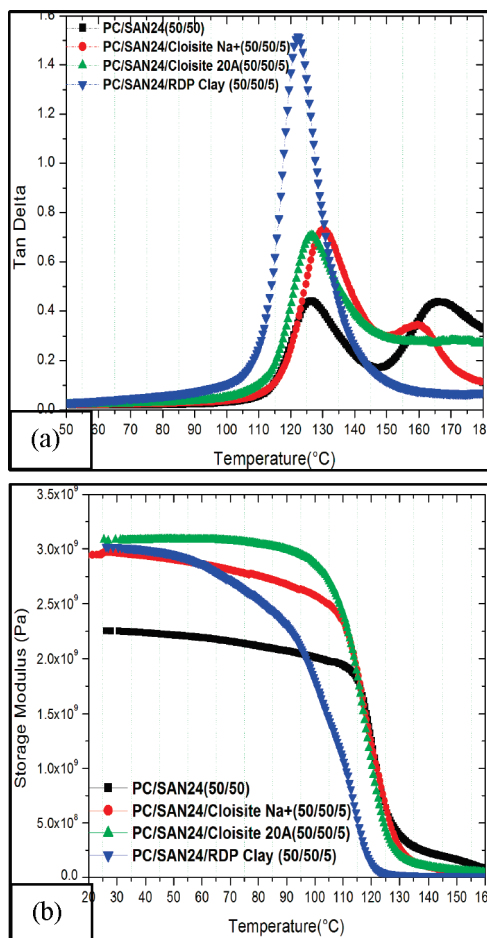 PC/SAN24(50/50)
PC/SAN24/Cloisite Na+(50/50/5)
PC/SAN24/Cloisite 20A(50/50/5)
PC/SAN24/RDP Clay (50/50/5)
1.6
1.4
1.2
1.0
0.8
0.6
0.4
0.2
0.0
Tan Delta
50 60 70 80 90 100 110 120 130 140 150 160 170 180
Temperature(°C)
(a)
3.5x10⁹
3.0x10⁹
2.5x10⁹
2.0x10⁹
1.5x10⁹
1.0x10⁹
5.0x10⁸
0.0
Storage Modulus (Pa)
PC/SAN24(50/50)
PC/SAN24/Cloisite Na+(50/50/5)
PC/SAN24/Cloisite 20A(50/50/5)
PC/SAN24/RDP Clay (50/50/5)
20 30 40 50 60 70 80 90 100 110 120 130 140 150 160
Temperature(°C)
(b)